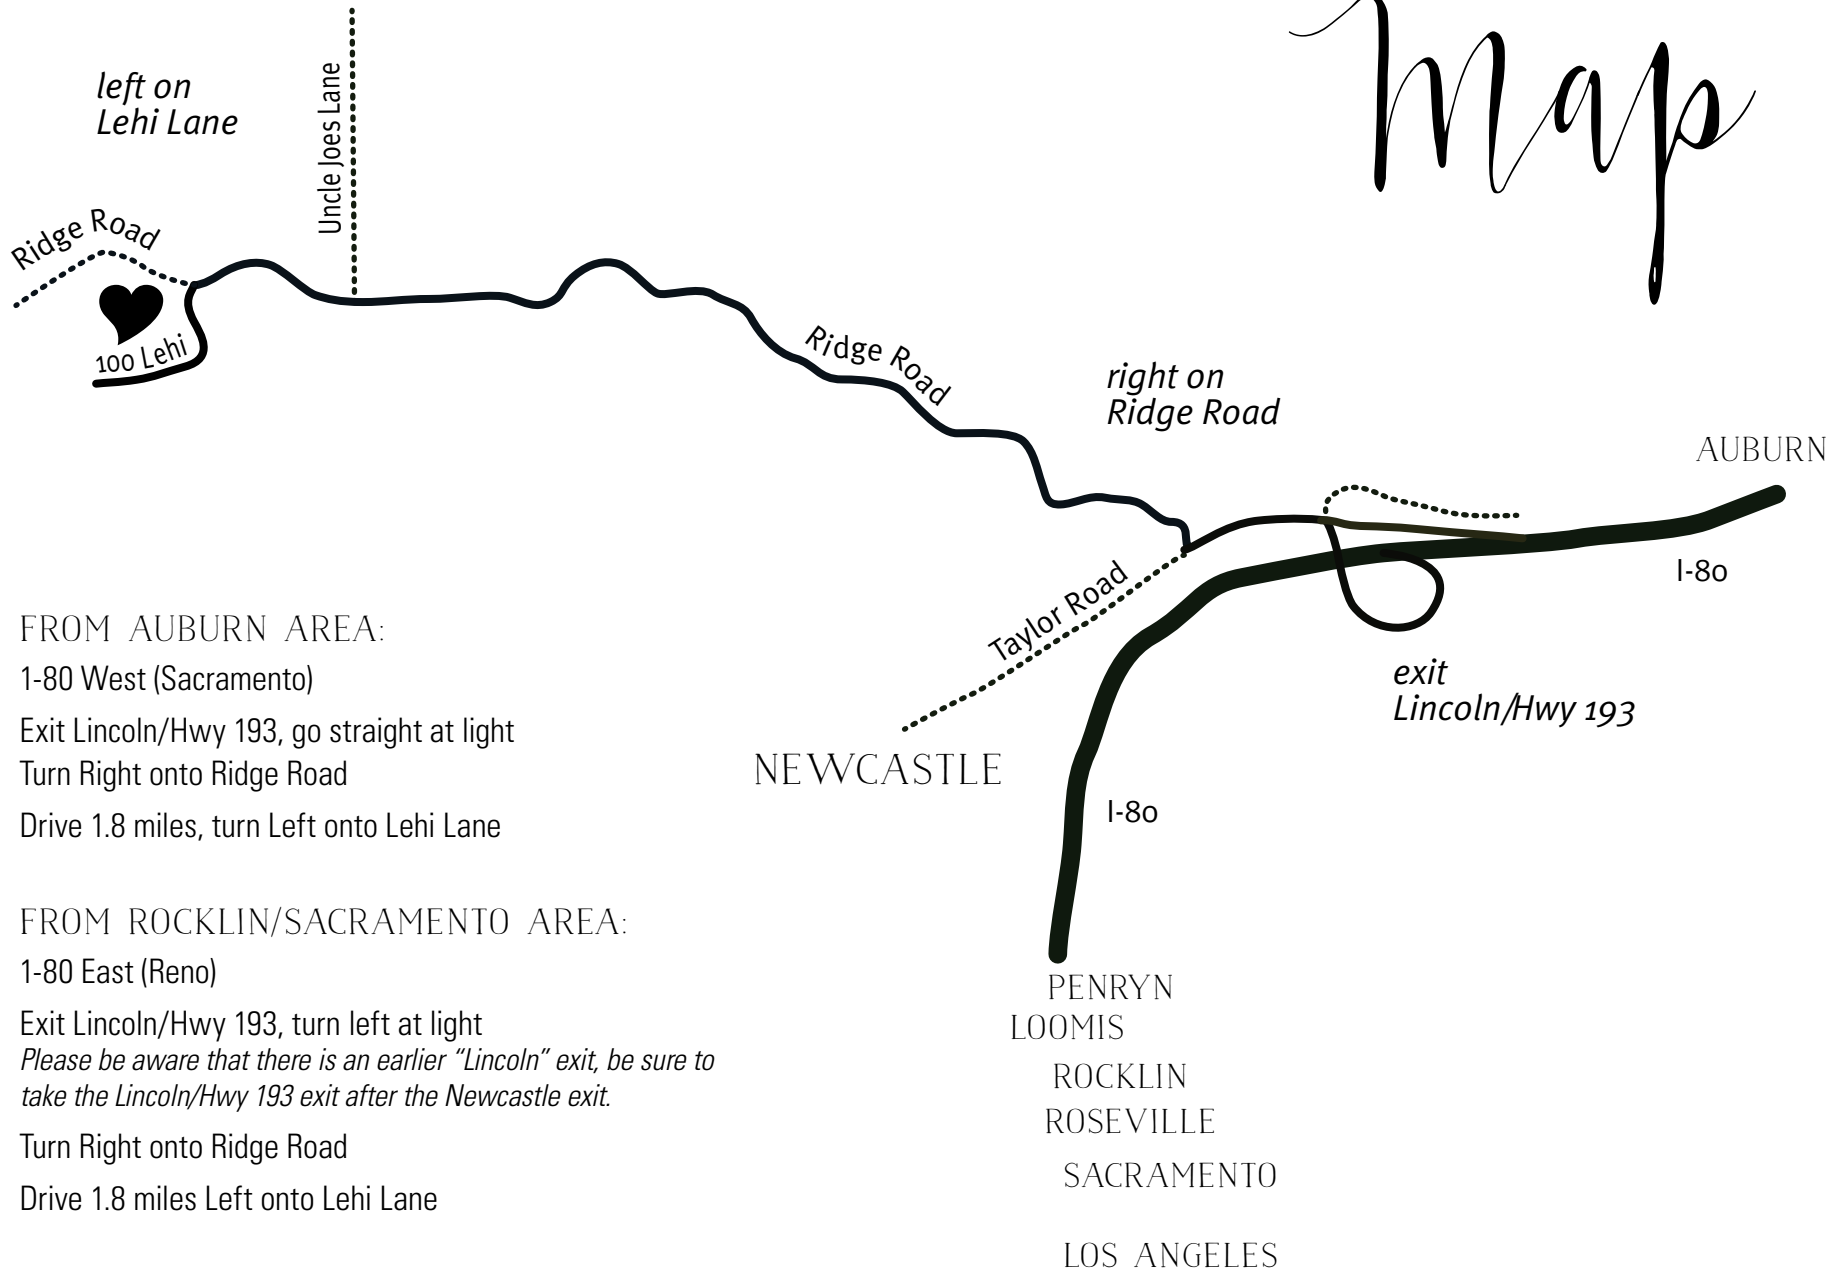 Map
left on
Lehi Lane
Uncle Joes Lane
Ridge Road
100 Lehi
Ridge Road
right on
Ridge Road
AUBURN
I-80
Taylor Road
exit
Lincoln/Hwy 193
NEWCASTLE
I-80
FROM AUBURN AREA:
1-80 West (Sacramento)
Exit Lincoln/Hwy 193, go straight at light
Turn Right onto Ridge Road
Drive 1.8 miles, turn Left onto Lehi Lane
FROM ROCKLIN/SACRAMENTO AREA:
1-80 East (Reno)
Exit Lincoln/Hwy 193, turn left at light
Please be aware that there is an earlier “Lincoln” exit, be sure to
take the Lincoln/Hwy 193 exit after the Newcastle exit.
Turn Right onto Ridge Road
Drive 1.8 miles Left onto Lehi Lane
PENRYN
LOOMIS
ROCKLIN
ROSEVILLE
SACRAMENTO
LOS ANGELES